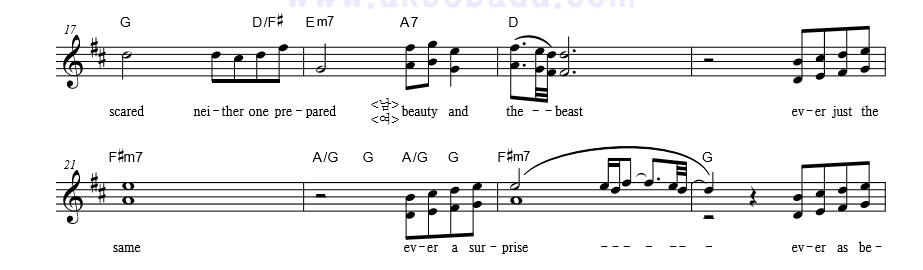 www.akbobada.com
17 G D/F# Em7 A7 D
scared nei - ther one pre - pared <남> beauty and the - - beast ev - er just the
<여>
21 F#m7 A/G G A/G G F#m7 G
same ev - er a sur - prise - - - - - - - ev - er as be -